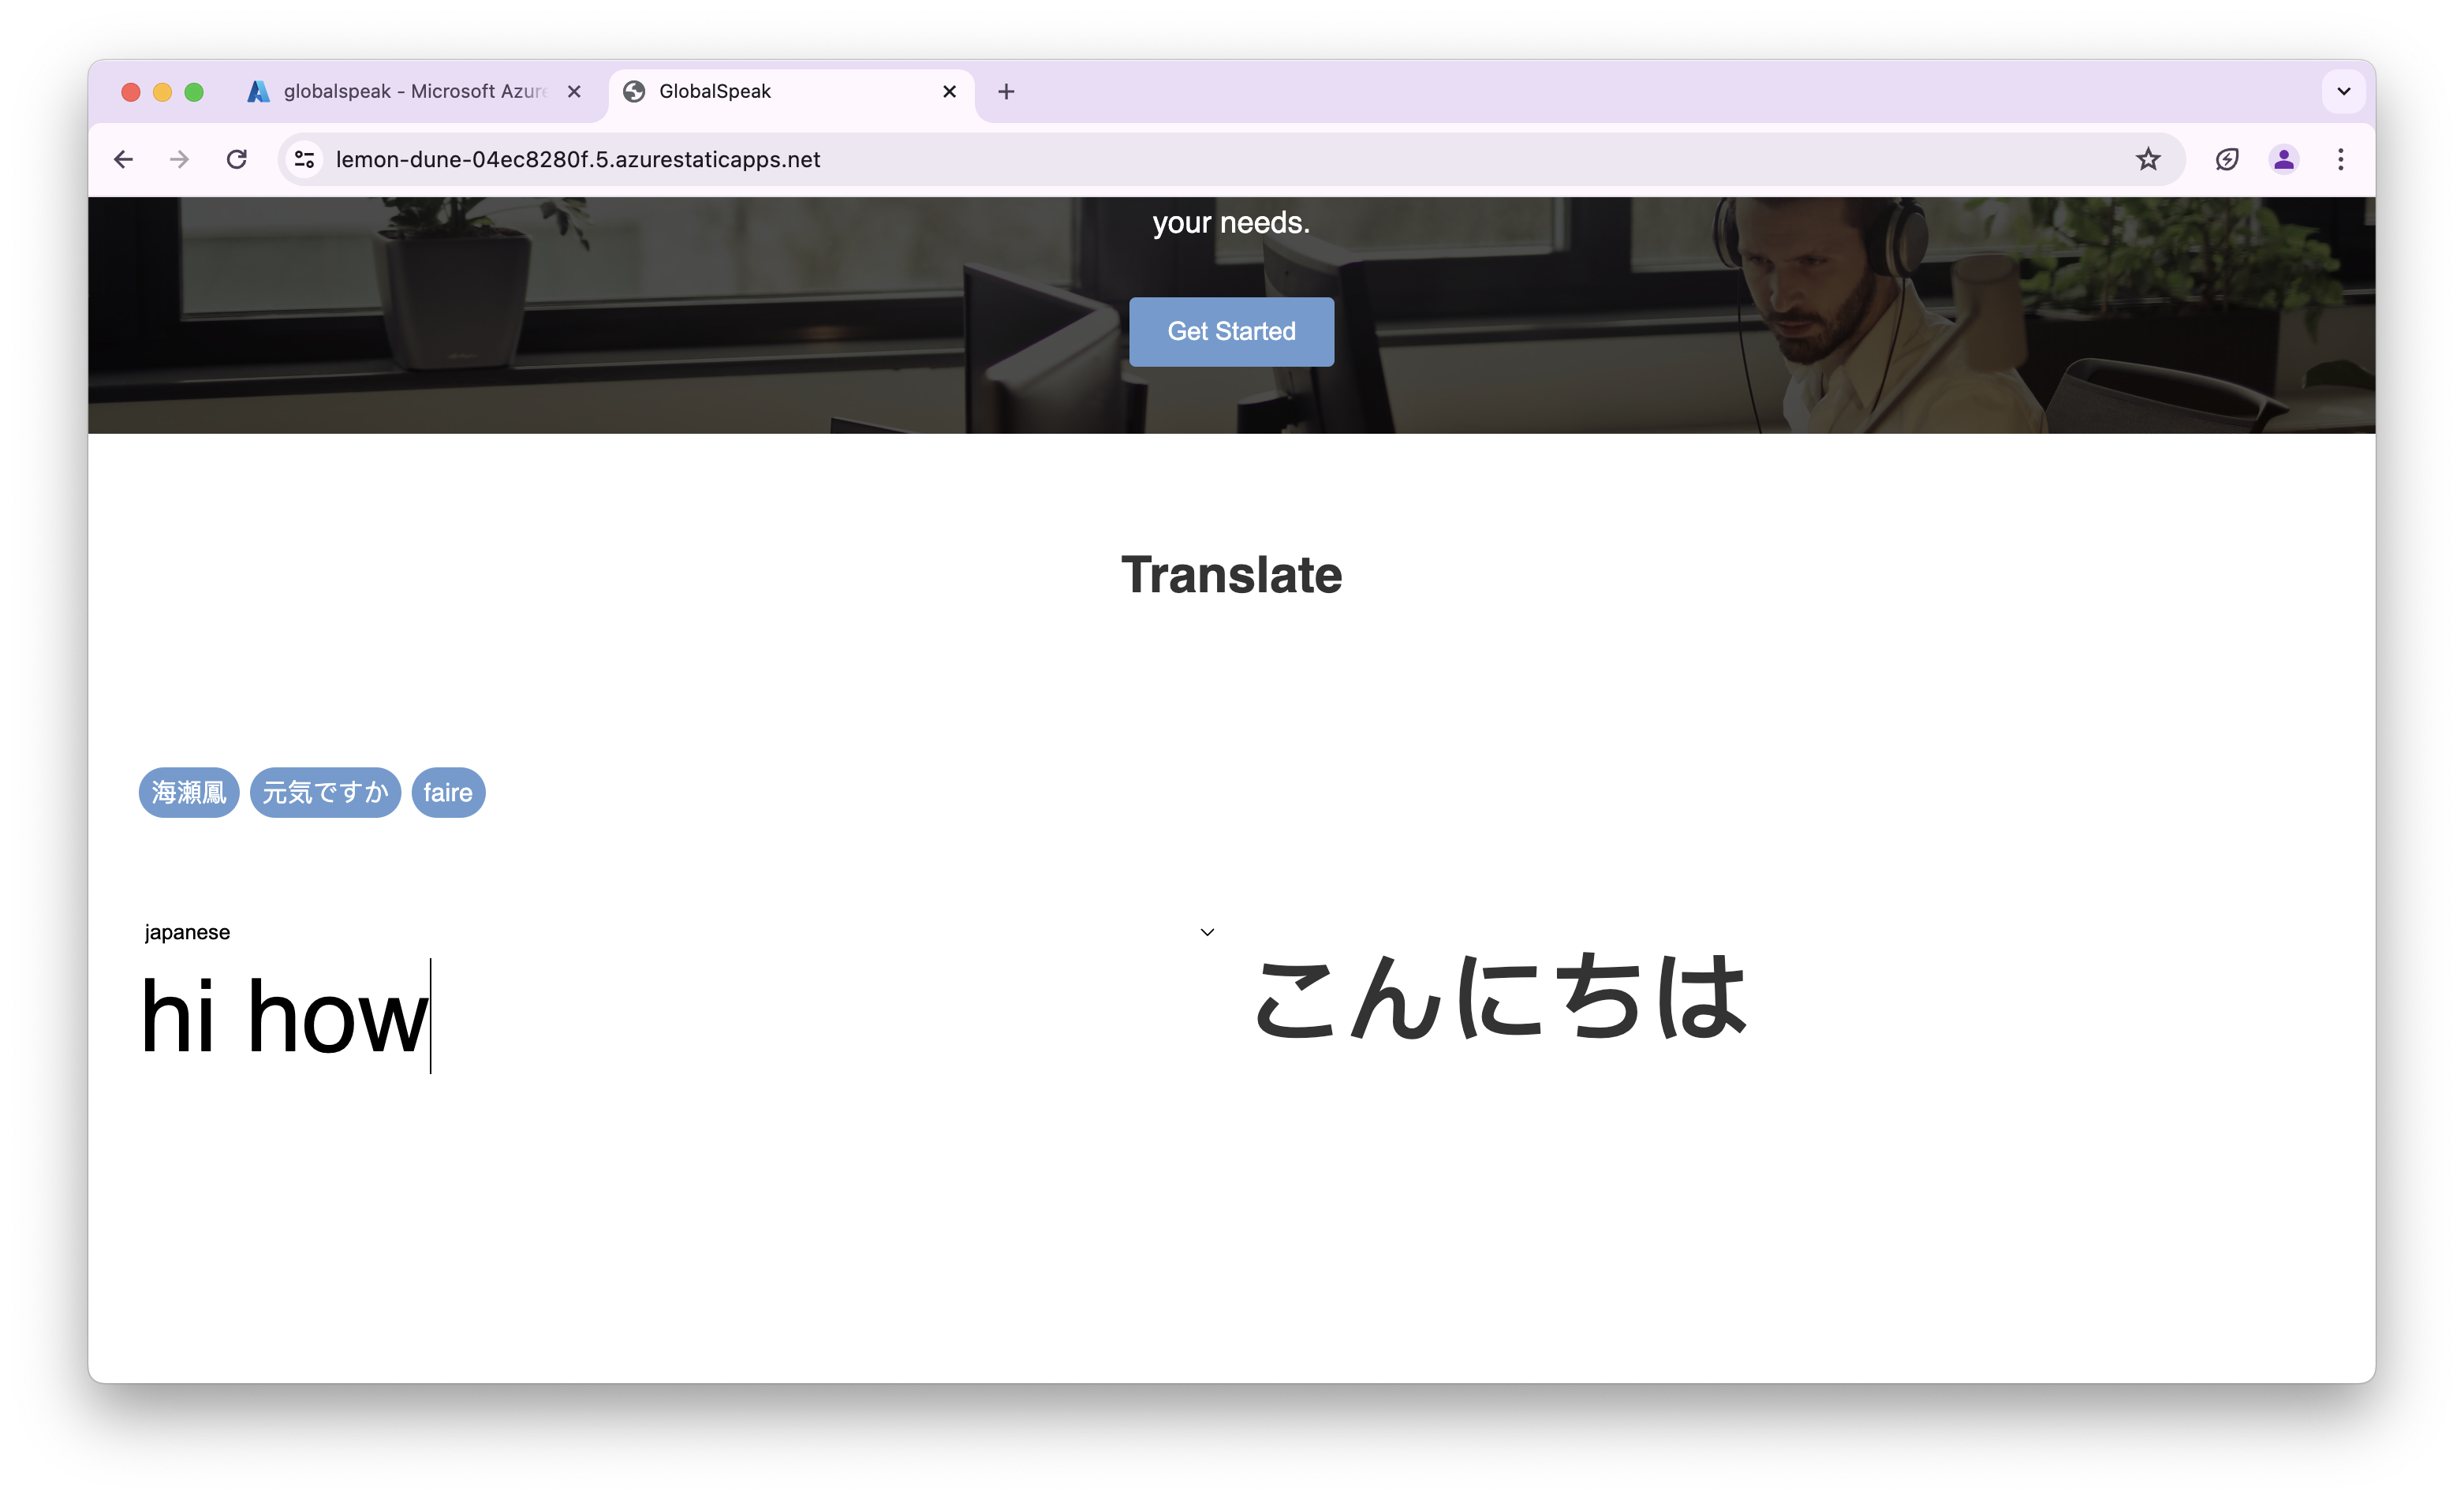 globalspeak - Microsoft Azure
GlobalSpeak
lemon-dune-04ec8280f.5.azurestaticapps.net
your needs.
Get Started
Translate
海瀬鳳 元気ですか faire
japanese
hi how
こんにちは